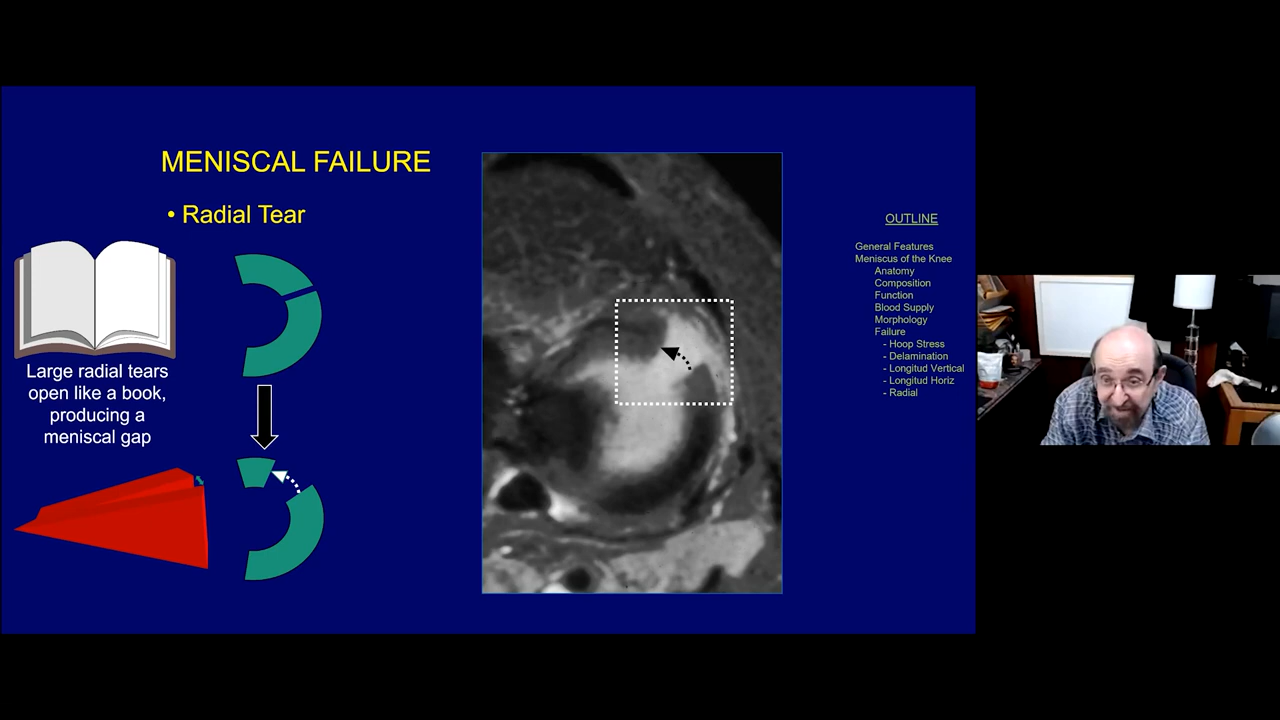 MENISCAL FAILURE
• Radial Tear
Large radial tears
open like a book,
producing a
meniscal gap
OUTLINE
General Features
Meniscus of the Knee
Anatomy
Composition
Function
Blood Supply
Morphology
Failure
- Hoop Stress
- Delamination
- Longitud Vertical
- Longitud Horiz
- Radial